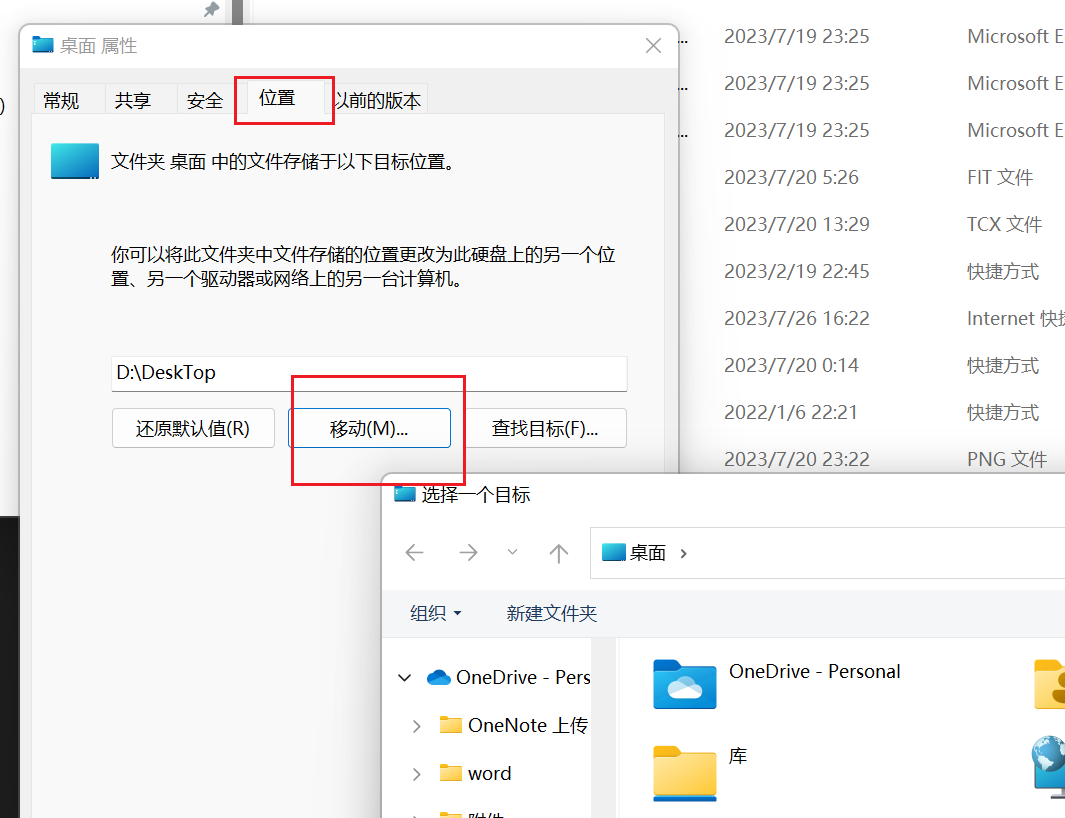 桌面 属性
常规 共享 安全 位置 以前的版本
文件夹 桌面 中的文件存储于以下目标位置。
你可以将此文件夹中文件存储的位置更改为此硬盘上的另一个位
置、另一个驱动器或网络上的另一台计算机。
D:\DeskTop
还原默认值(R) 移动(M)... 查找目标(F)...
)
... 2023/7/19 23:25 Microsoft E
... 2023/7/19 23:25 Microsoft E
... 2023/7/19 23:25 Microsoft E
2023/7/20 5:26 FIT 文件
2023/7/20 13:29 TCX 文件
2023/2/19 22:45 快捷方式
2023/7/26 16:22 Internet 快捷
2023/7/20 0:14 快捷方式
2022/1/6 22:21 快捷方式
2023/7/20 23:22 PNG 文件
选择一个目标
桌面
组织 新建文件夹
OneDrive - Pers
OneNote 上传
word
附件
OneDrive - Personal
库